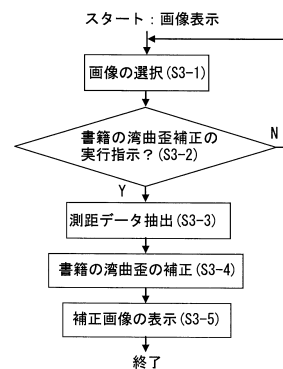 スタート：画像表示
画像の選択(S3-1)
書籍の湾曲歪補正の
実行指示？(S3-2)
N
Y
測距データ抽出(S3-3)
書籍の湾曲歪の補正(S3-4)
補正画像の表示(S3-5)
終了